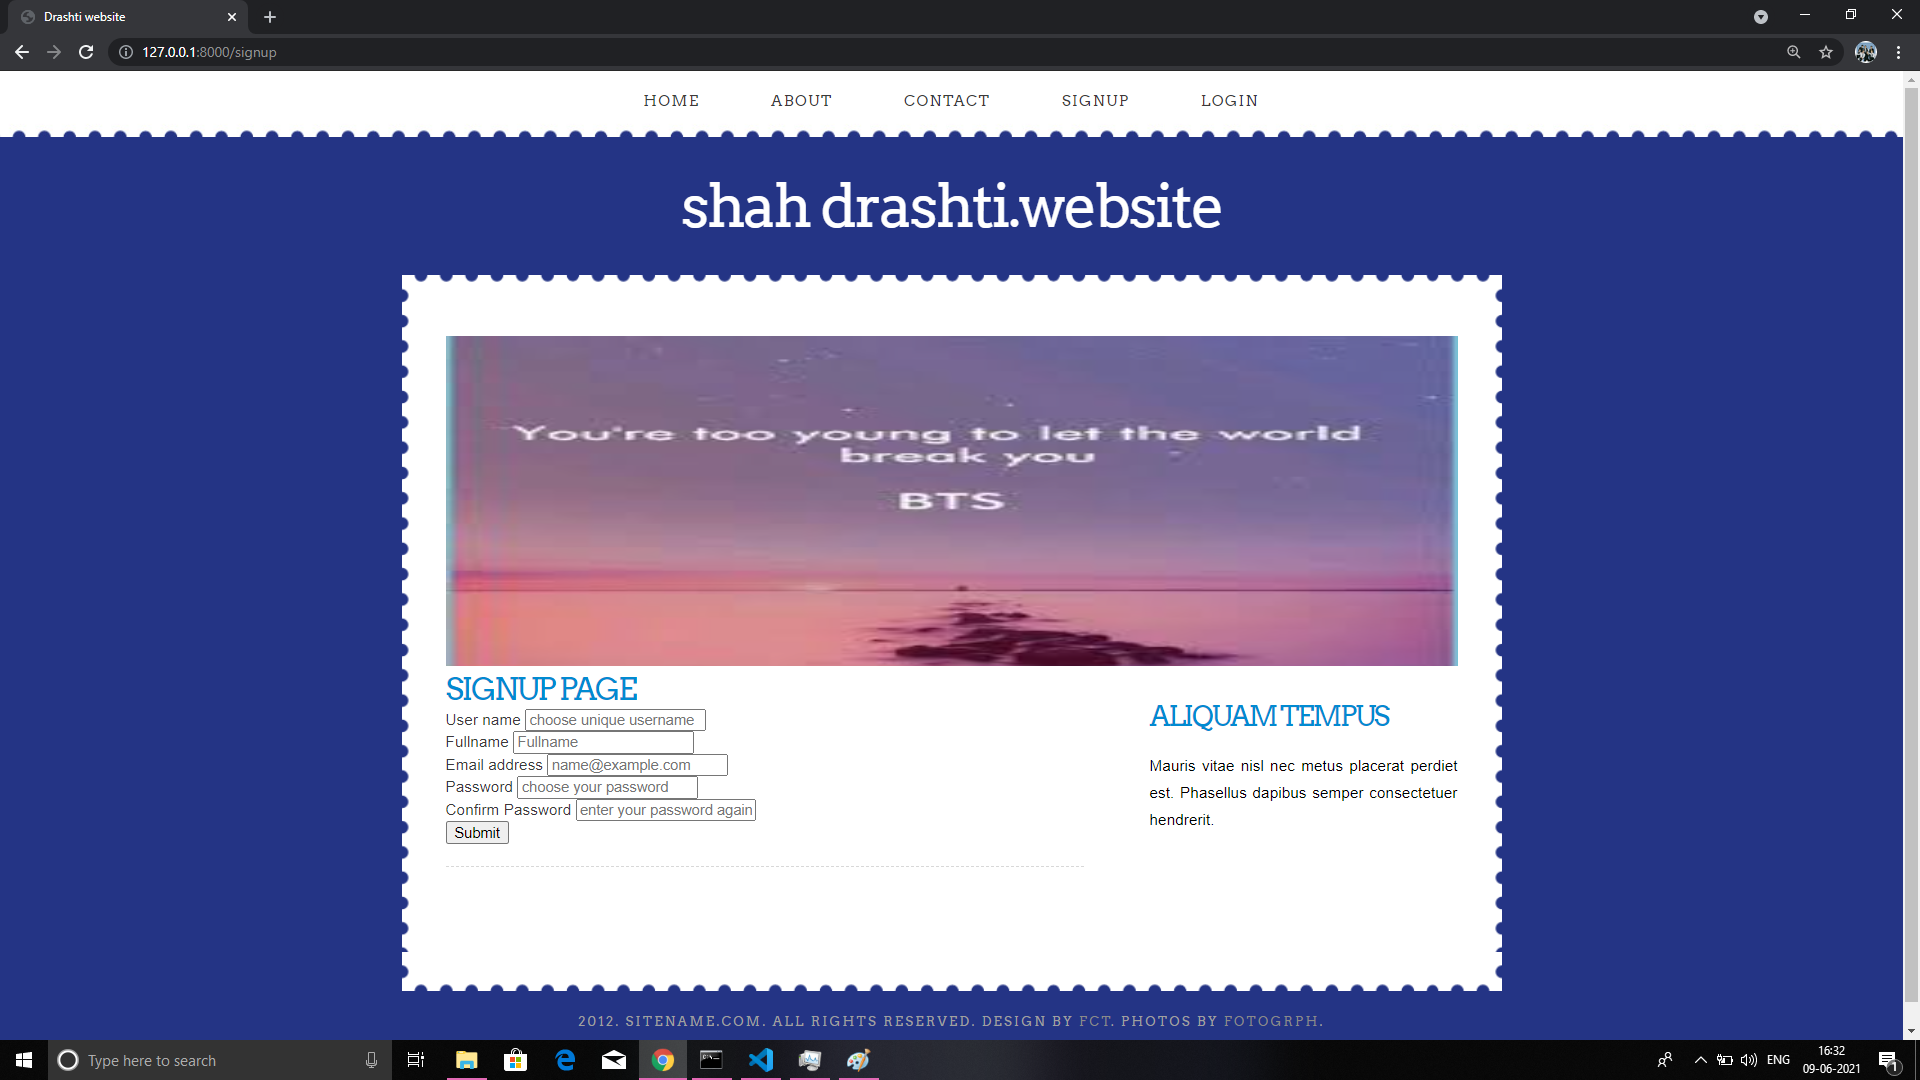 Drashti website
127.0.0.1:8000/signup
HOME ABOUT CONTACT SIGNUP LOGIN
shah drashti.website
You're too young to let the world
break you
BTS
SIGNUP PAGE
User name choose unique username
Fullname Fullname
Email address name@example.com
Password choose your password
Confirm Password enter your password again
Submit
ALIQUAM TEMPUS
Mauris vitae nisl nec metus placerat perdiet
est. Phasellus dapibus semper consectetuer
hendrerit.
2012. SITENAME.COM. ALL RIGHTS RESERVED. DESIGN BY FCT. PHOTOS BY FOTOGRPH.
Type here to search
ENG
16:32
09-06-2021
1